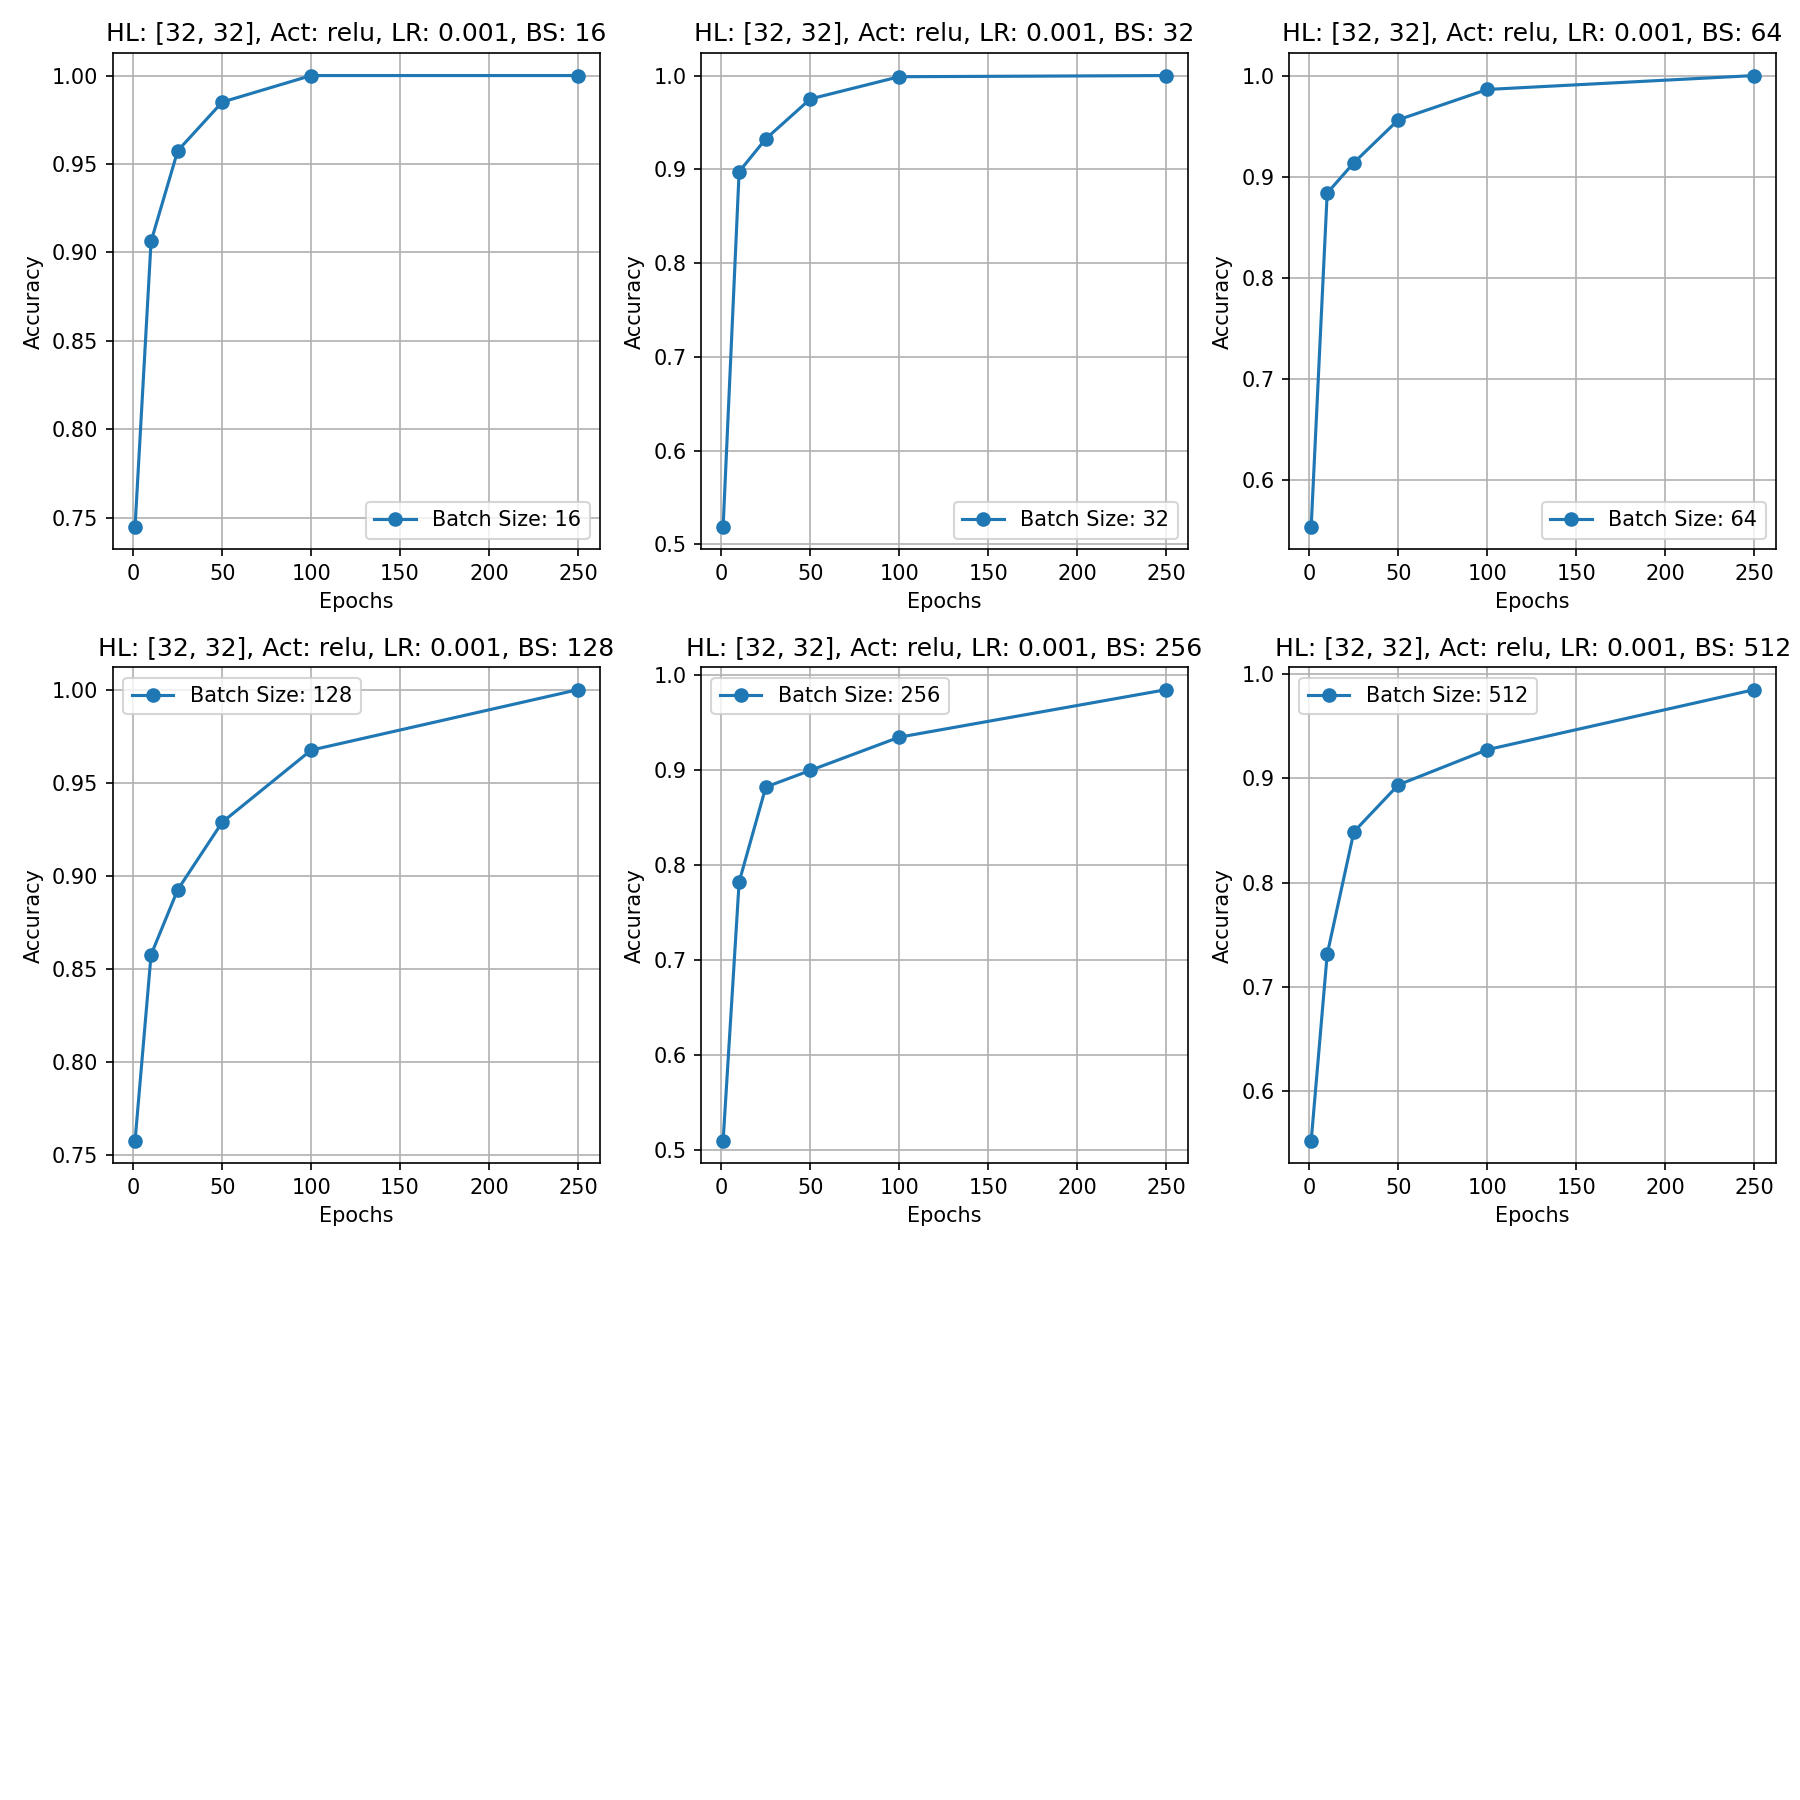 HL: [32, 32], Act: relu, LR: 0.001, BS: 16
1.00
0.95
0.90
0.85
0.80
0.75
Accuracy
Batch Size: 16
0 50 100 150 200 250
Epochs
HL: [32, 32], Act: relu, LR: 0.001, BS: 32
1.0
0.9
0.8
0.7
0.6
0.5
Accuracy
Batch Size: 32
0 50 100 150 200 250
Epochs
HL: [32, 32], Act: relu, LR: 0.001, BS: 64
1.0
0.9
0.8
0.7
0.6
Accuracy
Batch Size: 64
0 50 100 150 200 250
Epochs
HL: [32, 32], Act: relu, LR: 0.001, BS: 128
1.00
0.95
0.90
0.85
0.80
0.75
Accuracy
Batch Size: 128
0 50 100 150 200 250
Epochs
HL: [32, 32], Act: relu, LR: 0.001, BS: 256
1.0
0.9
0.8
0.7
0.6
0.5
Accuracy
Batch Size: 256
0 50 100 150 200 250
Epochs
HL: [32, 32], Act: relu, LR: 0.001, BS: 512
1.0
0.9
0.8
0.7
0.6
Accuracy
Batch Size: 512
0 50 100 150 200 250
Epochs